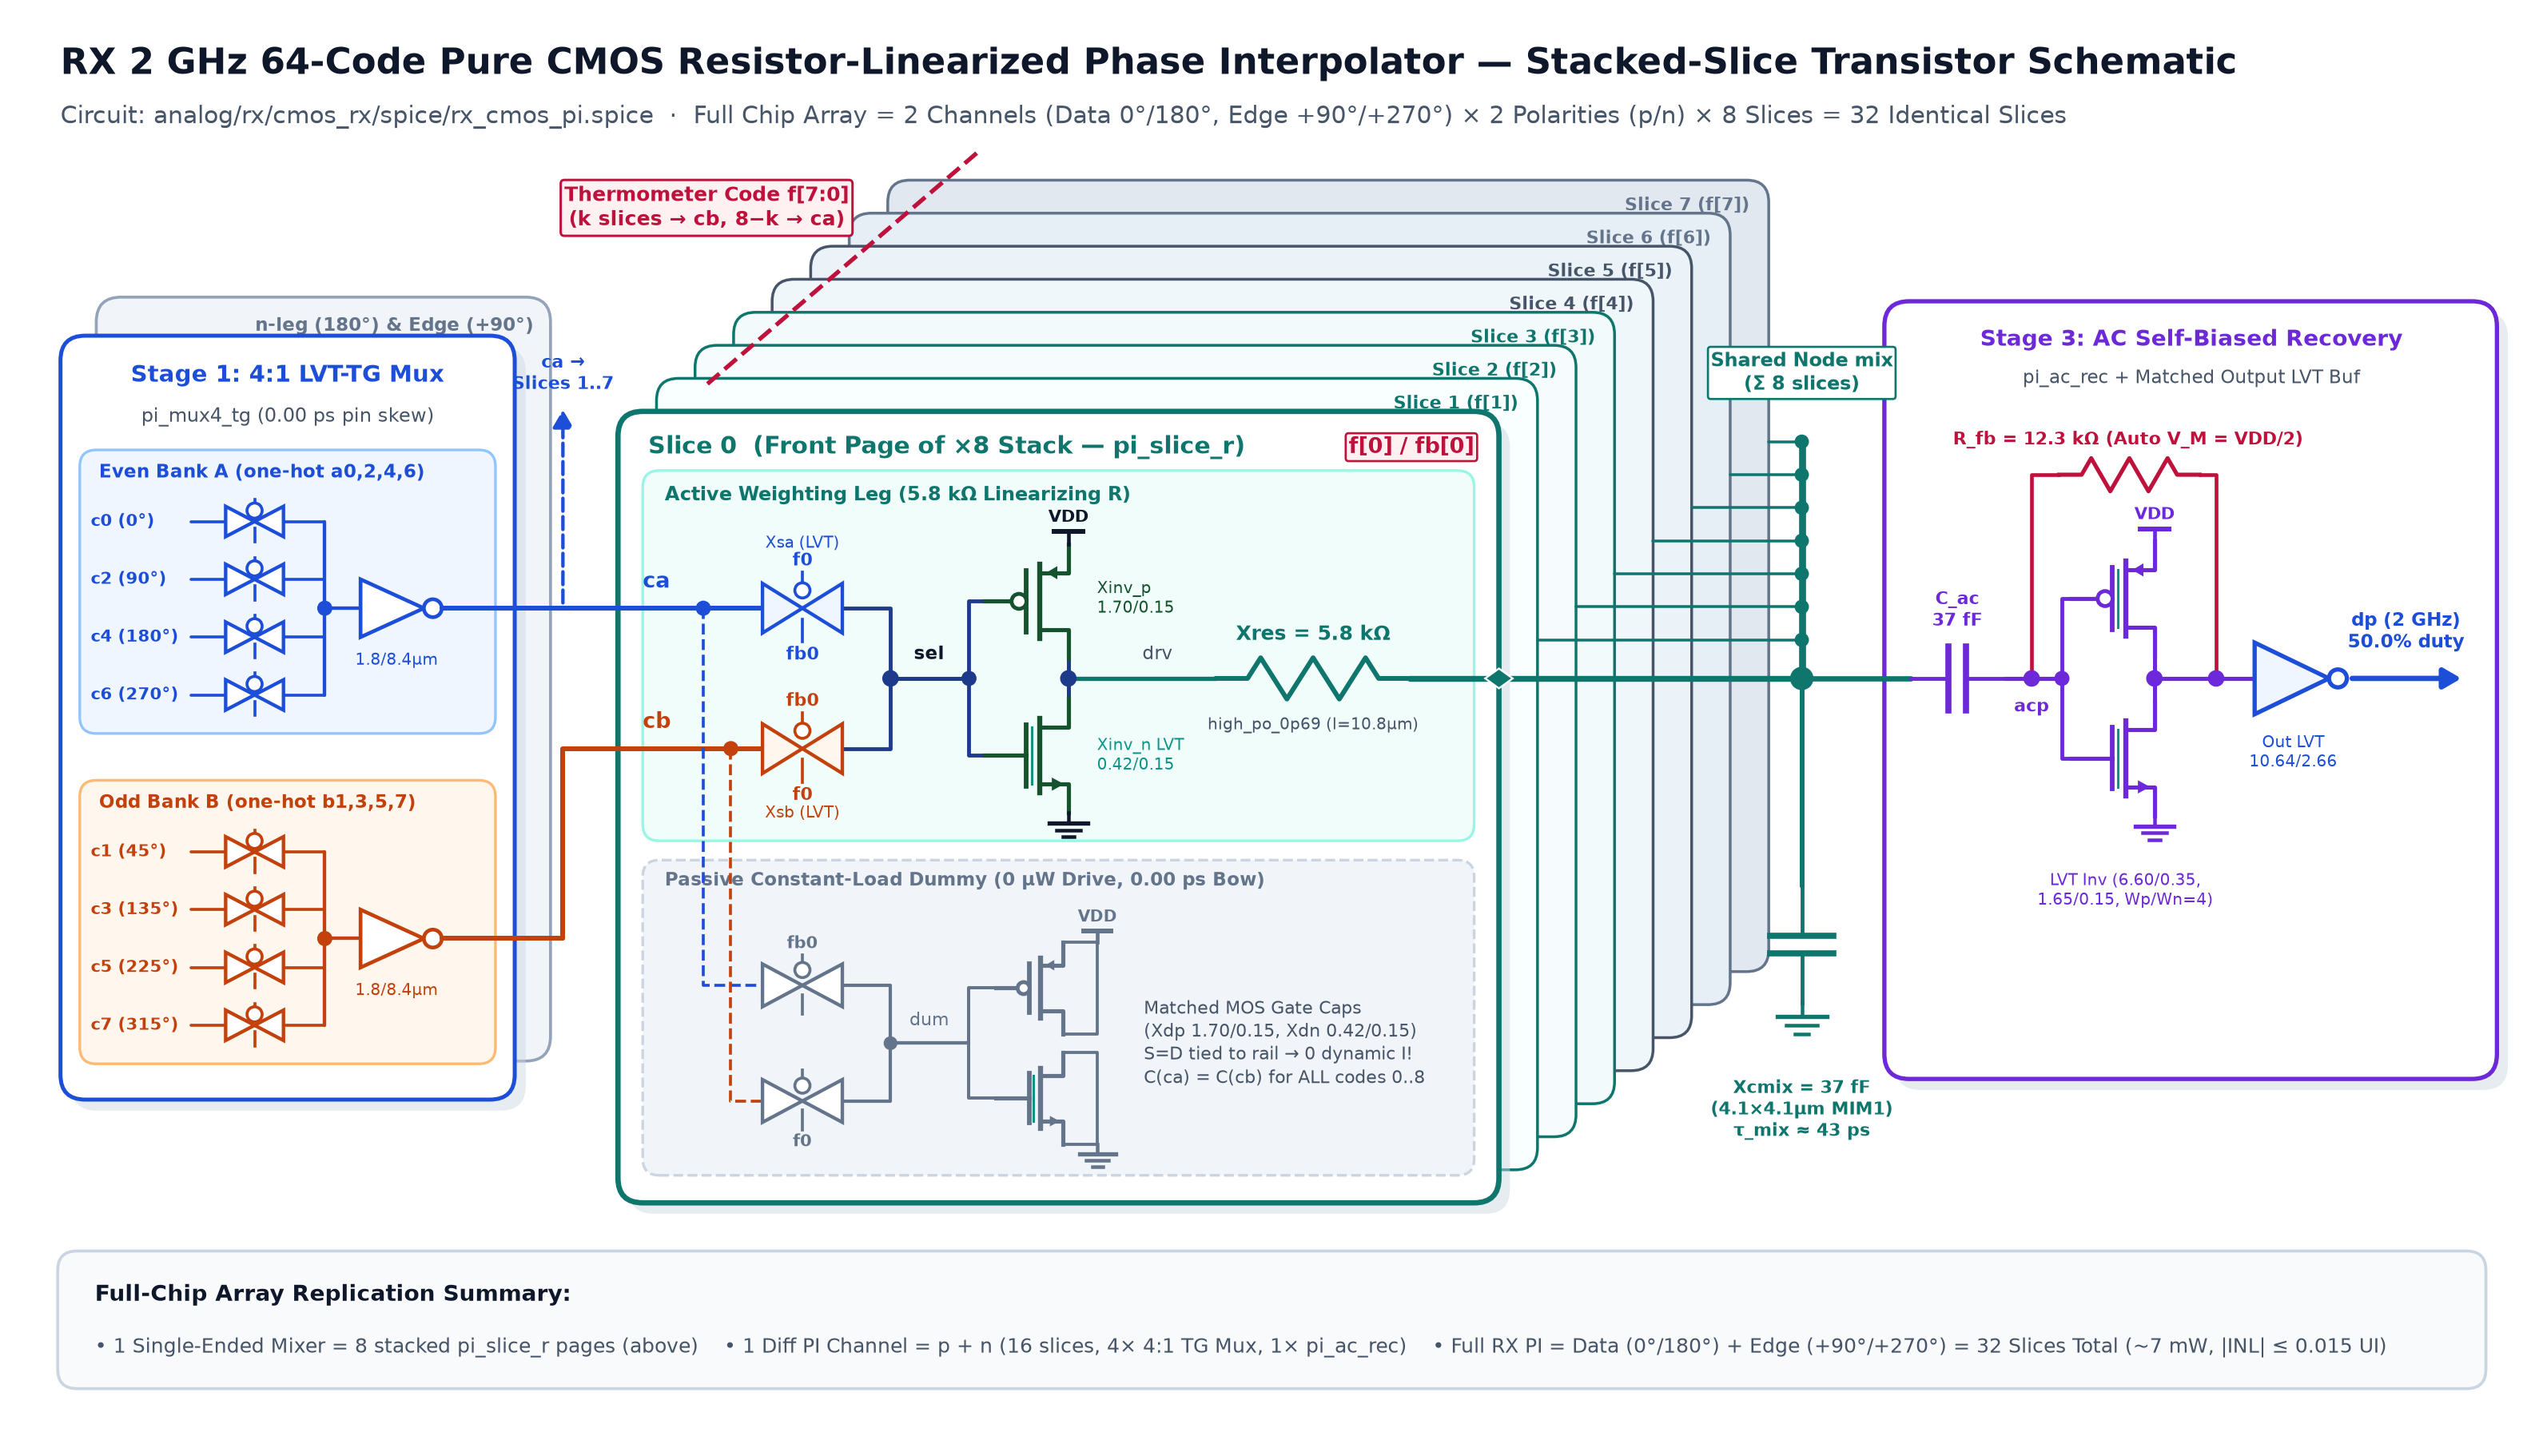 RX 2 GHz 64-Code Pure CMOS Resistor-Linearized Phase Interpolator — Stacked-Slice Transistor Schematic
Circuit: analog/rx/cmos_rx/spice/rx_cmos_pi.spice · Full Chip Array = 2 Channels (Data 0°/180°, Edge +90°/+270°) × 2 Polarities (p/n) × 8 Slices = 32 Identical Slices
Thermometer Code f[7:0]
(k slices → cb, 8−k → ca)
Slice 7 (f[7])
Slice 6 (f[6])
Slice 5 (f[5])
Slice 4 (f[4])
Slice 3 (f[3])
Slice 2 (f[2])
Slice 1 (f[1])
n-leg (180°) & Edge (+90°)
Stage 1: 4:1 LVT-TG Mux
pi_mux4_tg (0.00 ps pin skew)
Even Bank A (one-hot a0,2,4,6)
c0 (0°)
c2 (90°)
c4 (180°)
c6 (270°)
1.8/8.4µm
Odd Bank B (one-hot b1,3,5,7)
c1 (45°)
c3 (135°)
c5 (225°)
c7 (315°)
1.8/8.4µm
ca →
Slices 1..7
Slice 0 (Front Page of ×8 Stack — pi_slice_r)
f[0] / fb[0]
Active Weighting Leg (5.8 kΩ Linearizing R)
ca
Xsa (LVT)
f0
fb0
cb
fb0
f0
Xsb (LVT)
sel
VDD
Xinv_p
1.70/0.15
Xinv_n LVT
0.42/0.15
drv
Xres = 5.8 kΩ
high_po_0p69 (l=10.8µm)
Passive Constant-Load Dummy (0 µW Drive, 0.00 ps Bow)
fb0
f0
dum
VDD
Matched MOS Gate Caps
(Xdp 1.70/0.15, Xdn 0.42/0.15)
S=D tied to rail → 0 dynamic I!
C(ca) = C(cb) for ALL codes 0..8
Shared Node mix
(Σ 8 slices)
Xcmix = 37 fF
(4.1×4.1µm MIM1)
τ_mix ≈ 43 ps
Stage 3: AC Self-Biased Recovery
pi_ac_rec + Matched Output LVT Buf
R_fb = 12.3 kΩ (Auto V_M = VDD/2)
VDD
C_ac
37 fF
acp
LVT Inv (6.60/0.35,
1.65/0.15, Wp/Wn=4)
Out LVT
10.64/2.66
dp (2 GHz)
50.0% duty
Full-Chip Array Replication Summary:
• 1 Single-Ended Mixer = 8 stacked pi_slice_r pages (above) • 1 Diff PI Channel = p + n (16 slices, 4× 4:1 TG Mux, 1× pi_ac_rec) • Full RX PI = Data (0°/180°) + Edge (+90°/+270°) = 32 Slices Total (~7 mW, |INL| ≤ 0.015 UI)